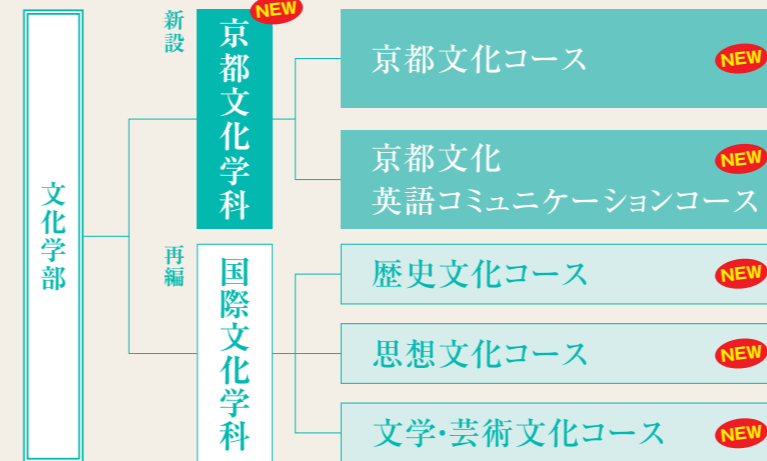 文化学部
新設
京都文化学科
NEW
京都文化コース
NEW
京都文化
英語コミュニケーションコース
NEW
再編
国際文化学科
歴史文化コース
NEW
思想文化コース
NEW
文学・芸術文化コース
NEW